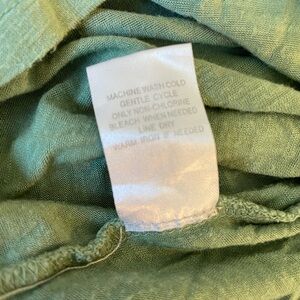 MACHINE WASH COLD
GENTLE CYCLE
ONLY NON-CHLORINE
BLEACH WHEN NEEDED
LINE DRY
WARM IRON IF NEEDED